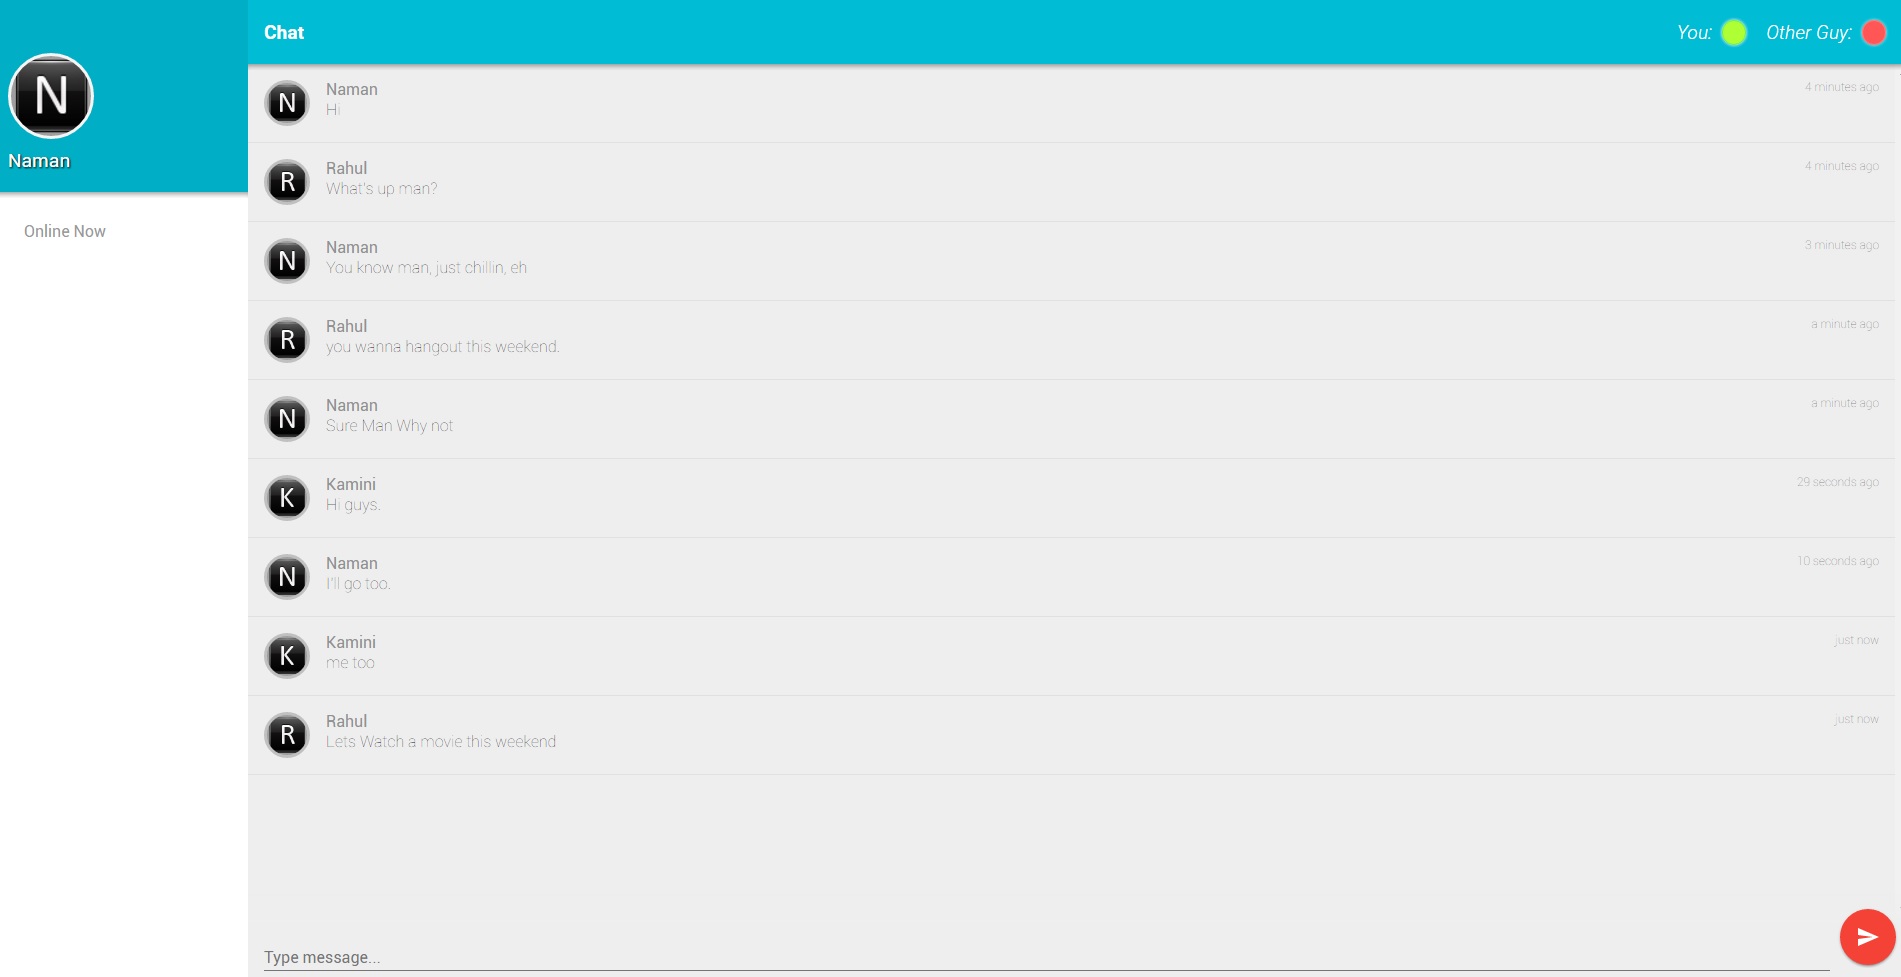 N
Naman
Online Now
Chat
You:
Other Guy:
N
Naman
4 minutes ago
Hi
R
Rahul
4 minutes ago
What's up man?
N
Naman
3 minutes ago
You know man, just chillin, eh
R
Rahul
a minute ago
you wanna hangout this weekend.
N
Naman
a minute ago
Sure Man Why not
K
Kamini
29 seconds ago
Hi guys.
N
Naman
10 seconds ago
I'll go too.
K
Kamini
just now
me too
R
Rahul
just now
Lets Watch a movie this weekend
Type message...